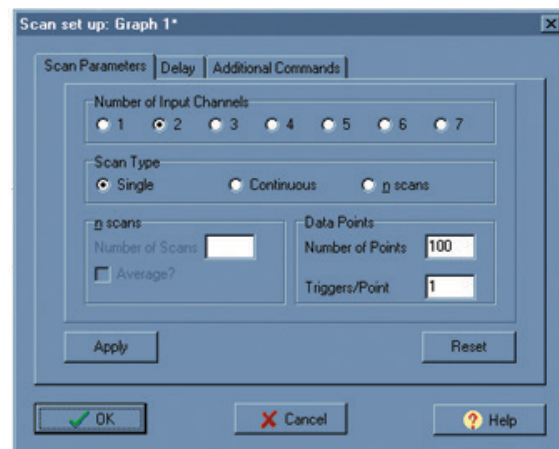 Scan set up: Graph 1*
Scan Parameters Delay Additional Commands
Number of Input Channels
1 2 3 4 5 6 7
Scan Type
Single Continuous n scans
n scans
Number of Scans
Average?
Data Points
Number of Points 100
Triggers/Point 1
Apply Reset
OK Cancel Help